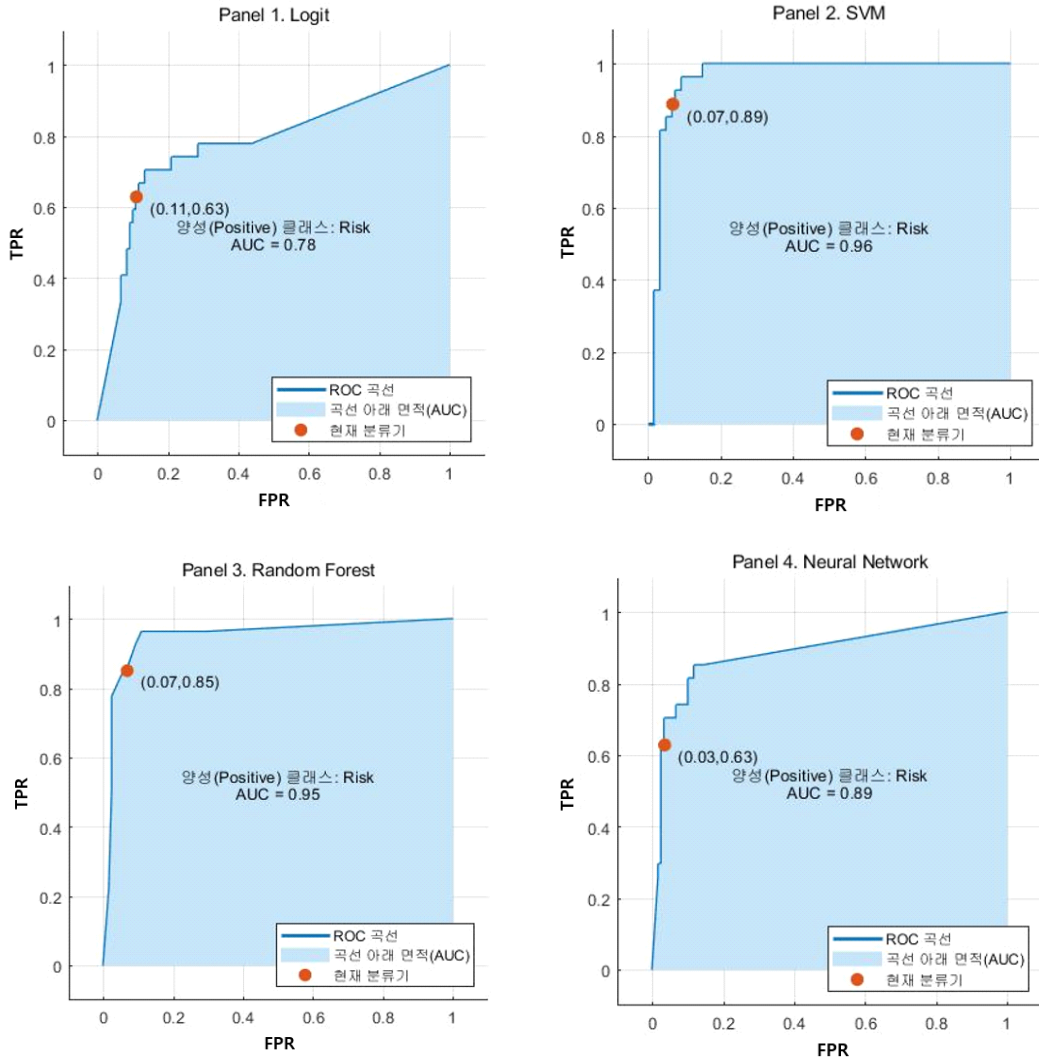 Panel 1. Logit
1
0.8
0.6
0.4
0.2
0
TPR
(0.11,0.63)
양성(Positive) 클래스: Risk
AUC = 0.78
ROC 곡선
곡선 아래 면적(AUC)
현재 분류기
0 0.2 0.4 0.6 0.8 1
FPR
Panel 2. SVM
1
0.8
0.6
0.4
0.2
0
TPR
(0.07,0.89)
양성(Positive) 클래스: Risk
AUC = 0.96
ROC 곡선
곡선 아래 면적(AUC)
현재 분류기
0 0.2 0.4 0.6 0.8 1
FPR
Panel 3. Random Forest
1
0.8
0.6
0.4
0.2
0
TPR
(0.07,0.85)
양성(Positive) 클래스: Risk
AUC = 0.95
ROC 곡선
곡선 아래 면적(AUC)
현재 분류기
0 0.2 0.4 0.6 0.8 1
FPR
Panel 4. Neural Network
1
0.8
0.6
0.4
0.2
0
TPR
(0.03,0.63)
양성(Positive) 클래스: Risk
AUC = 0.89
ROC 곡선
곡선 아래 면적(AUC)
현재 분류기
0 0.2 0.4 0.6 0.8 1
FPR